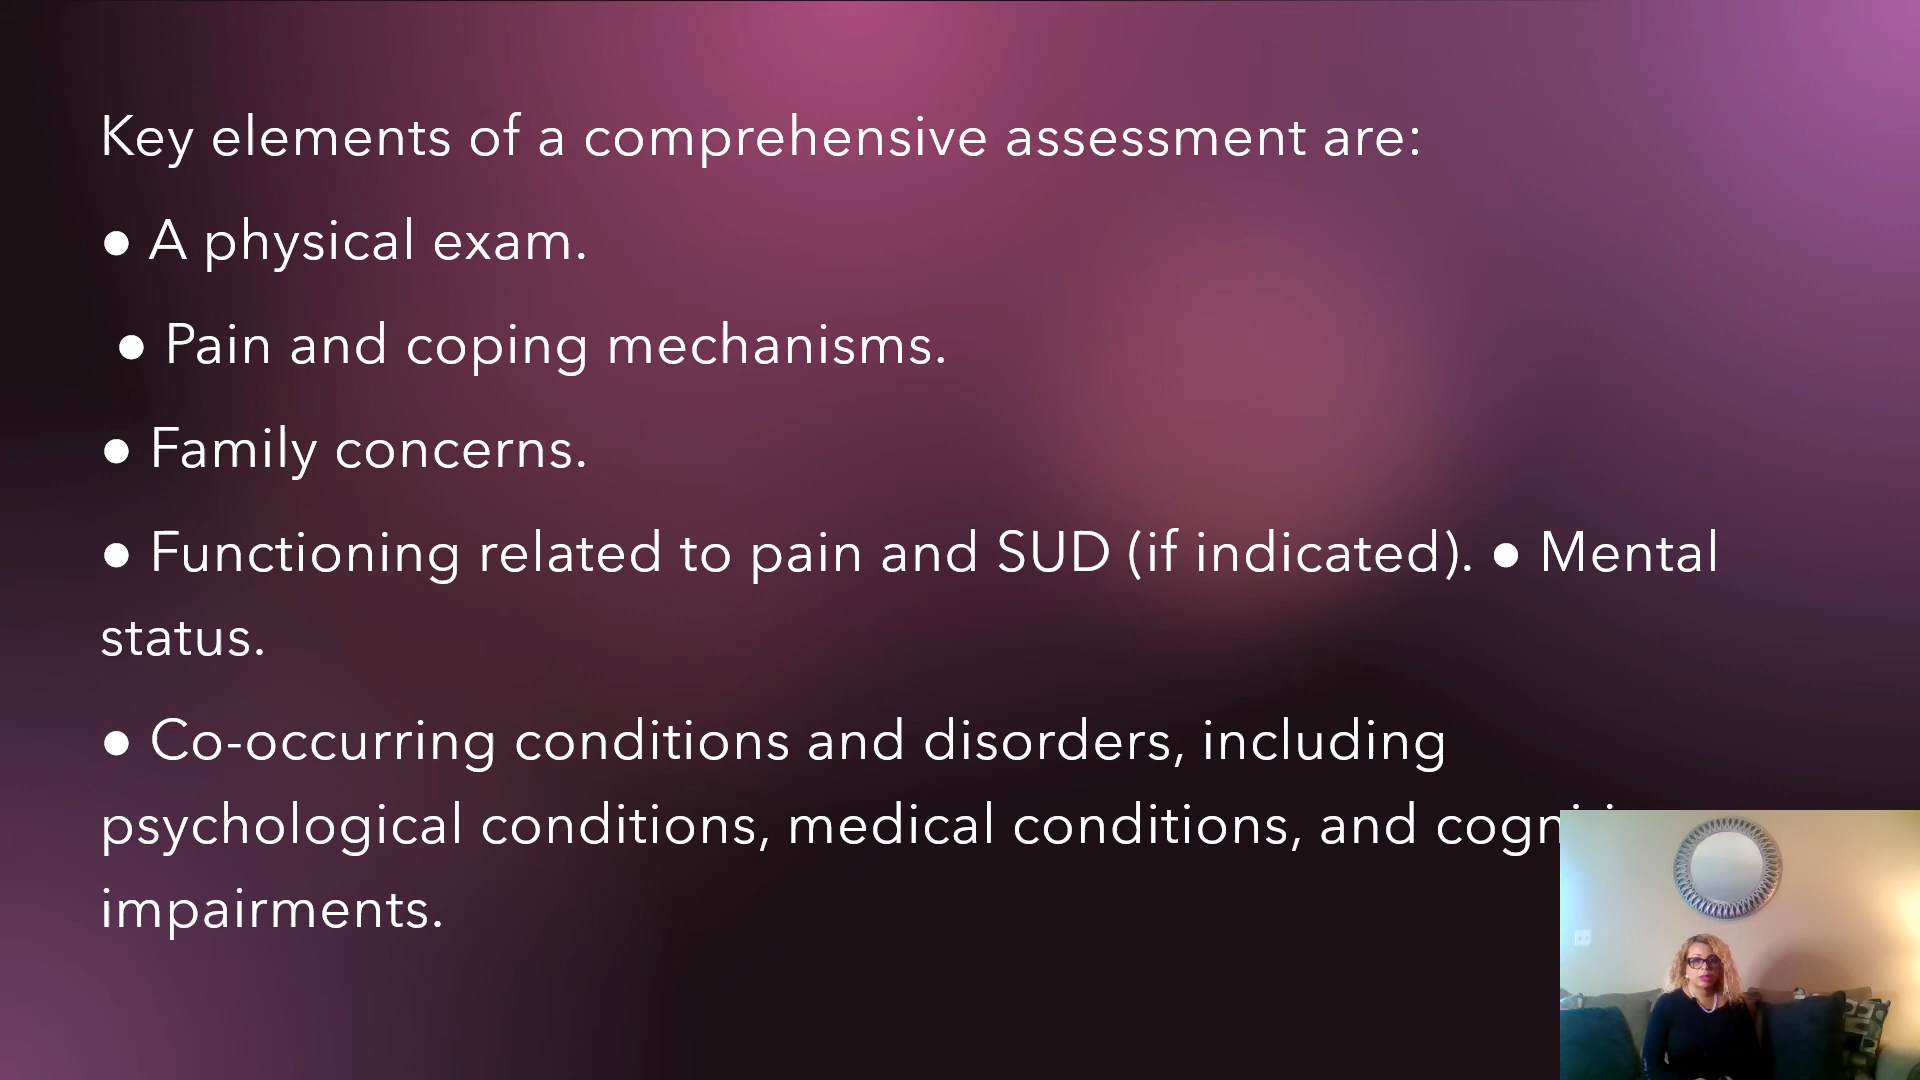 Key elements of a comprehensive assessment are:
● A physical exam.
● Pain and coping mechanisms.
● Family concerns.
● Functioning related to pain and SUD (if indicated). ● Mental
status.
● Co-occurring conditions and disorders, including
psychological conditions, medical conditions, and
impairments.